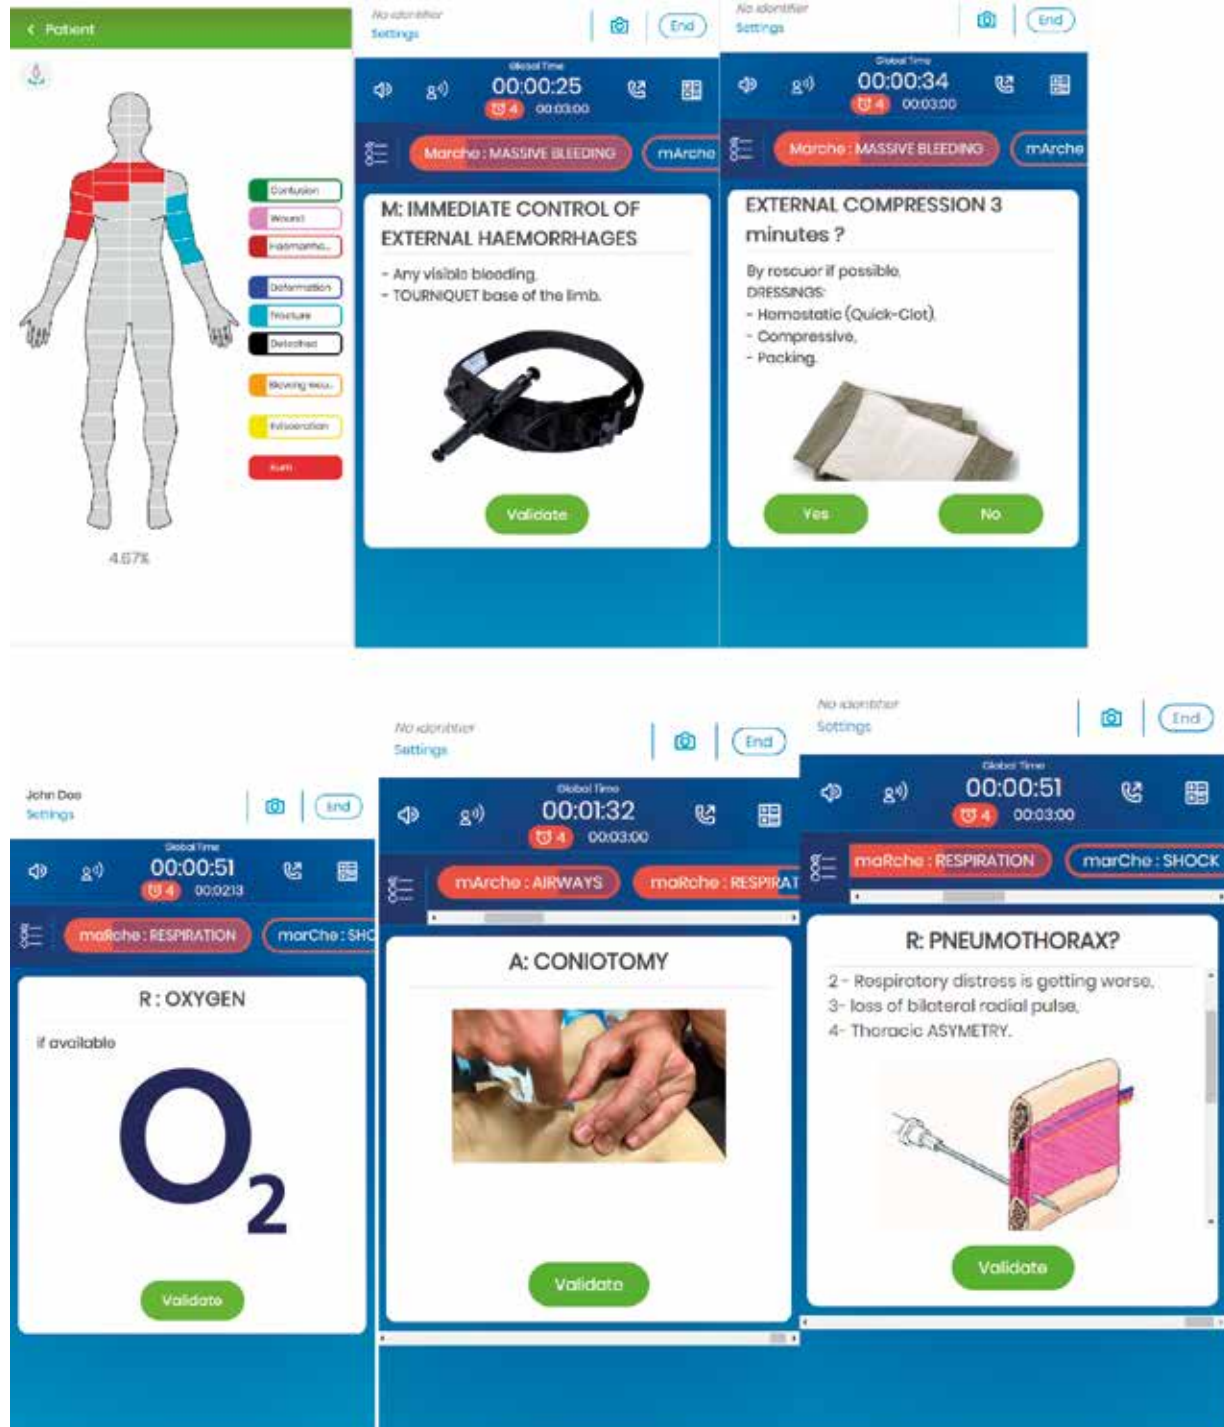 Patient
Contusion
Wound
Haemorrha...
Deformation
Fracture
Detached
Blowing wou...
Evisceration
Burn
4.67%
No identifier
Settings
End
Global Time
00:00:25
4 00:03:00
Marche : MASSIVE BLEEDING
mArche
M: IMMEDIATE CONTROL OF
EXTERNAL HAEMORRHAGES
- Any visible bleeding.
- TOURNIQUET base of the limb.
Validate
No identifier
Settings
End
Global Time
00:00:34
4 00:03:00
Marche : MASSIVE BLEEDING
mArche
EXTERNAL COMPRESSION 3
minutes ?
By rescuer if possible,
DRESSINGS:
- Hemostatic (Quick-Clot),
- Compressive,
- Packing.
Yes
No
John Doe
Settings
End
Global Time
00:00:51
4 00:02:13
maRche : RESPIRATION
marChe : SHO
R : OXYGEN
if available
O2
Validate
No identifier
Settings
End
Global Time
00:01:32
4 00:03:00
mArche : AIRWAYS
maRche : RESPIRAT
A: CONIOTOMY
Validate
No identifier
Settings
End
Global Time
00:00:51
4 00:03:00
maRche : RESPIRATION
marChe : SHOCK
R: PNEUMOTHORAX?
2 - Respiratory distress is getting worse,
3- loss of bilateral radial pulse,
4- Thoracic ASYMETRY.
Validate